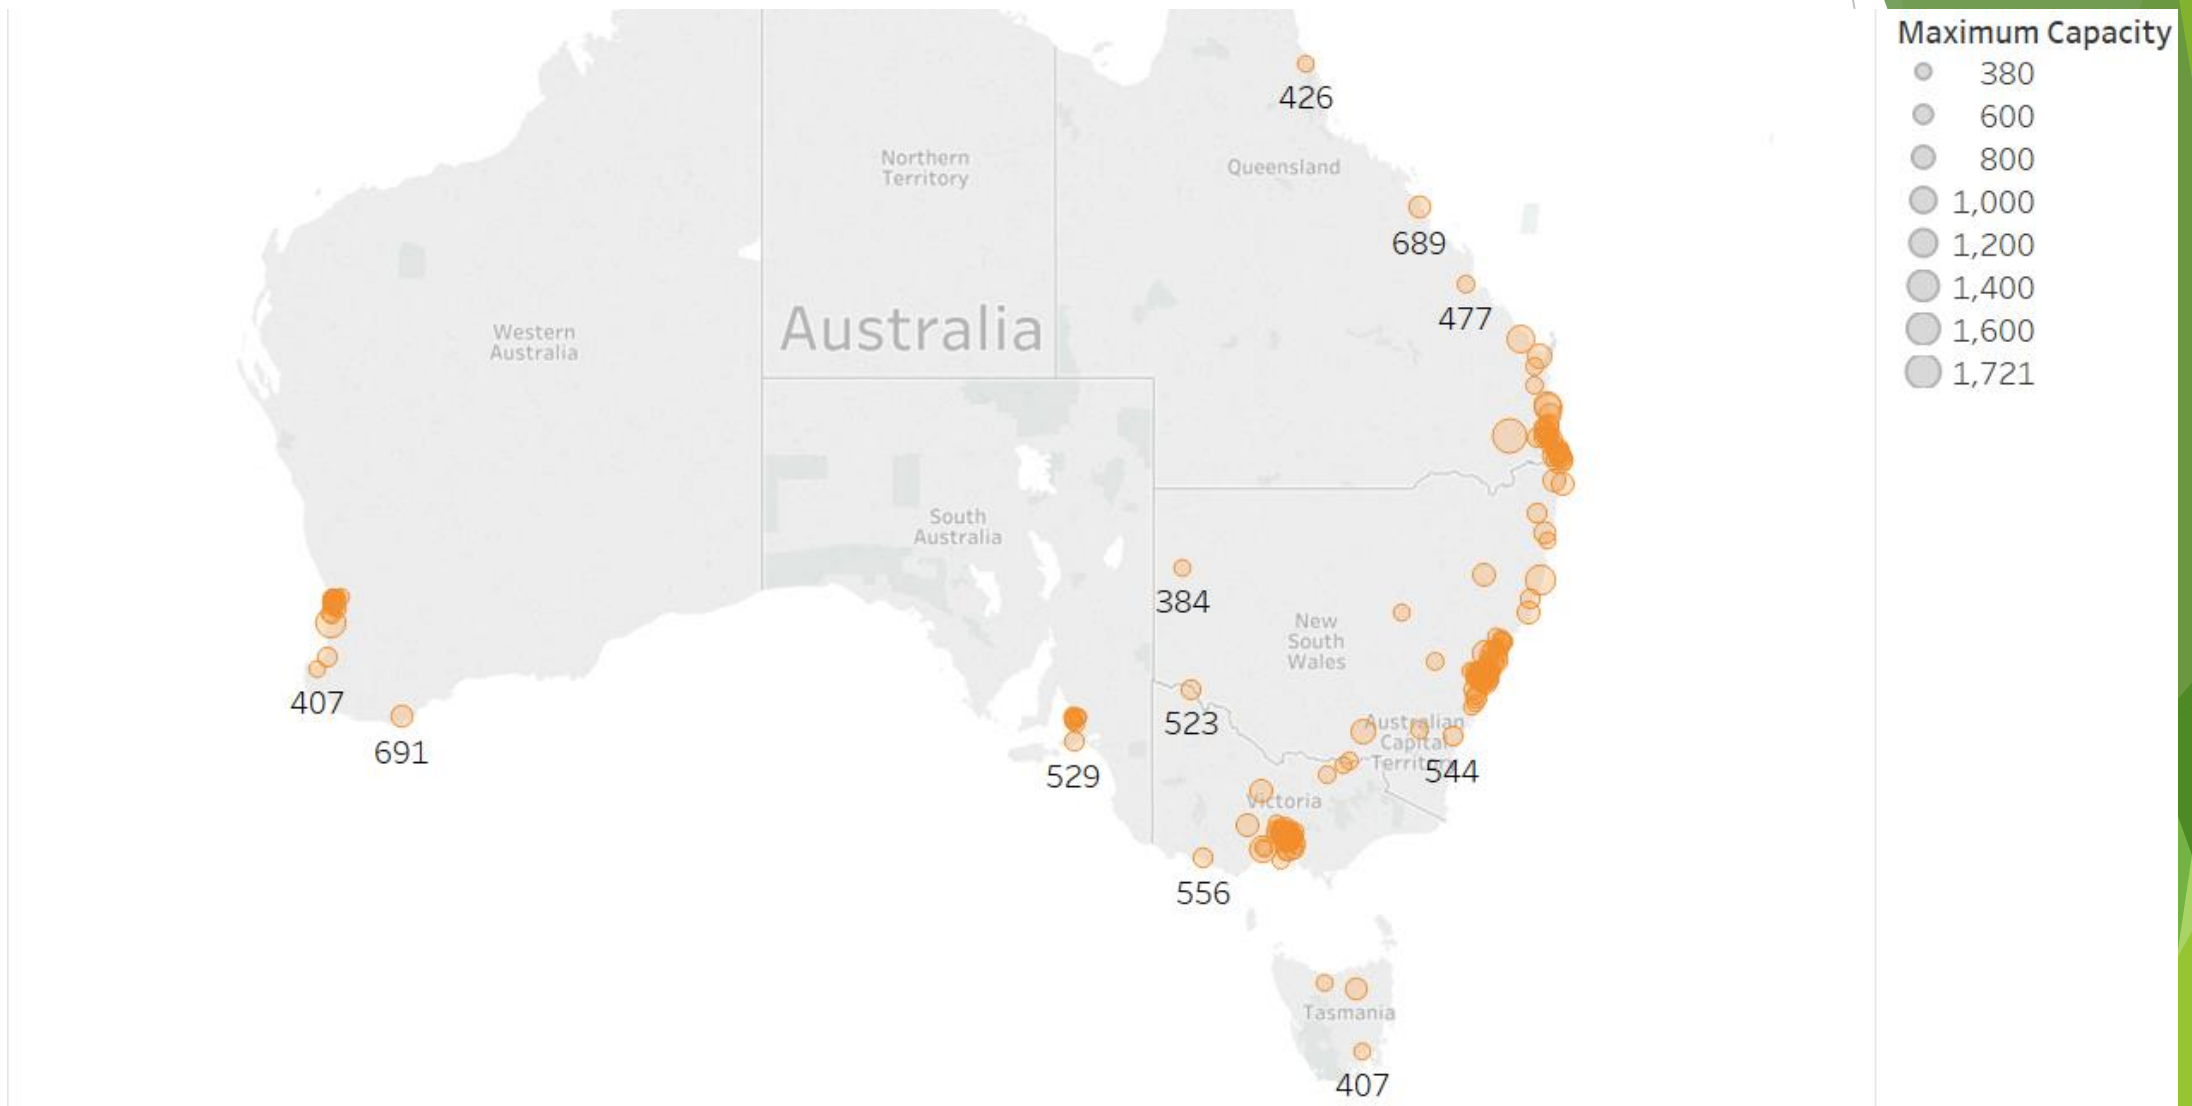 Maximum Capacity
380
600
800
1,000
1,200
1,400
1,600
1,721
426
Northern
Territory
Queensland
689
477
Australia
Western
Australia
South
Australia
384
New
South
Wales
407
691
523
529
Australian
Capital
Territory
544
Victoria
556
Tasmania
407